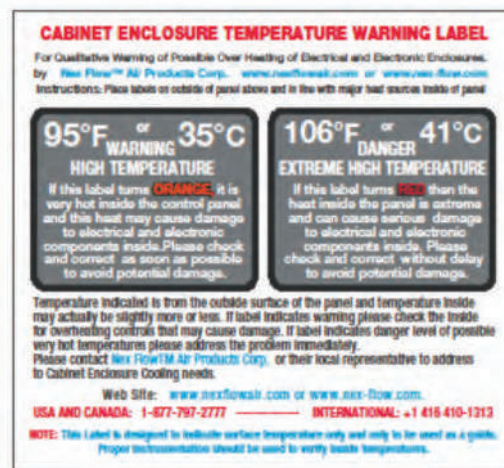 CABINET ENCLOSURE TEMPERATURE WARNING LABEL
For Qualitative Warning of Possible Over Heating of Electrical and Electronic Enclosures.
by Nex Flow™ Air Products Corp. www.nexflowair.com or www.nex-flow.com
Instructions: Place labels on outside of panel above and in line with major heat sources inside of panel
95°F or 35°C
WARNING
HIGH TEMPERATURE
If this label turns ORANGE, it is
very hot inside the control panel
and this heat may cause damage
to electrical and electronic
components inside.Please check
and correct as soon as possible
to avoid potential damage.
106°F or 41°C
DANGER
EXTREME HIGH TEMPERATURE
If this label turns RED then the
heat inside the panel is extreme
and can cause serious damage
to electrical and electronic
components inside. Please
check and correct without delay
to avoid potential damage.
Temperature indicated is from the outside surface of the panel and temperature inside
may actually be slightly more or less. If label indicates warning please check the inside
for overheating controls that may cause damage. If label indicates danger level of possible
very hot temperatures please address the problem immediately.
Please contact Nex FlowTM Air Products Corp. or their local representative to address
to Cabinet Enclosure Cooling needs.
Web Site: www.nexflowair.com or www.nex-flow.com.
USA AND CANADA: 1-877-797-2777 ———— INTERNATIONAL: +1 416 410-1313
NOTE: This Label is designed to indicate surface temperature only and only to be used as a guide.
Proper instrumentation should be used to verify inside temperatures.